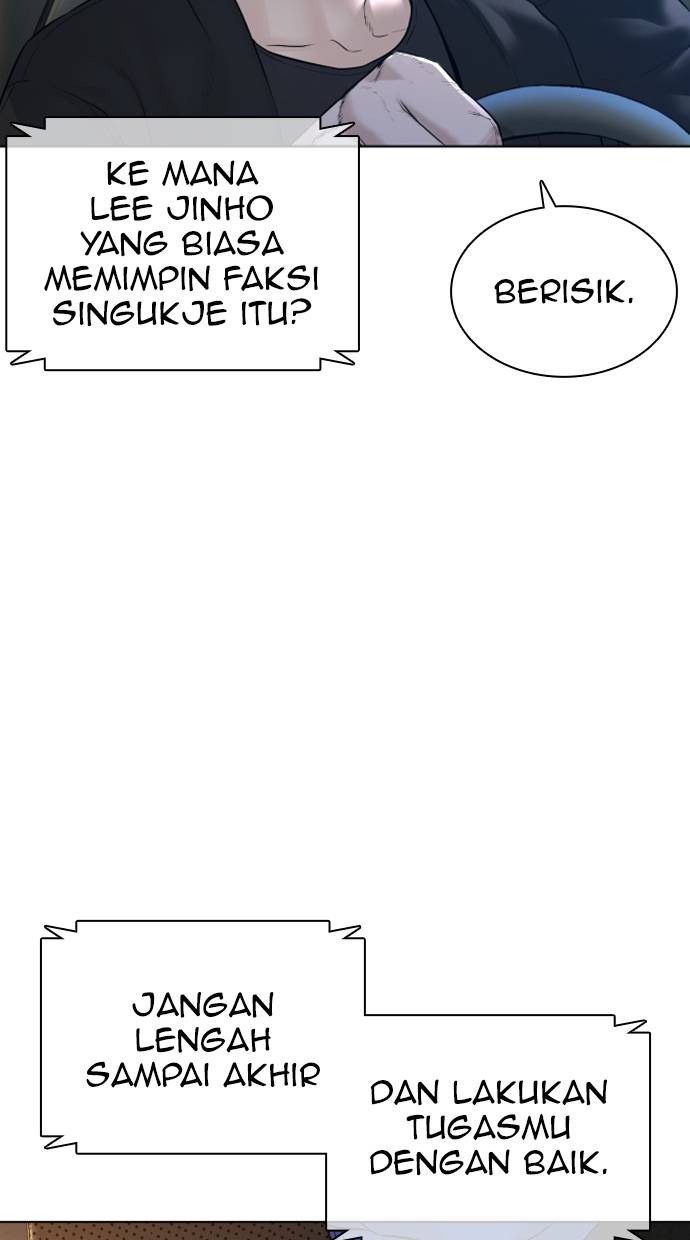 KE MANA
LEE JINHO
YANG BIASA
MEMIMPIN FAKSI
SINGUKJE ITU?
BERISIK.
JANGAN
LENGAH
SAMPAI AKHIR
DAN LAKUKAN
TUGASMU
DENGAN BAIK.